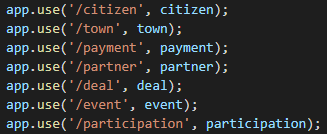 app.use('/citizen', citizen);
app.use('/town', town);
app.use('/payment', payment);
app.use('/partner', partner);
app.use('/deal', deal);
app.use('/event', event);
app.use('/participation', participation);